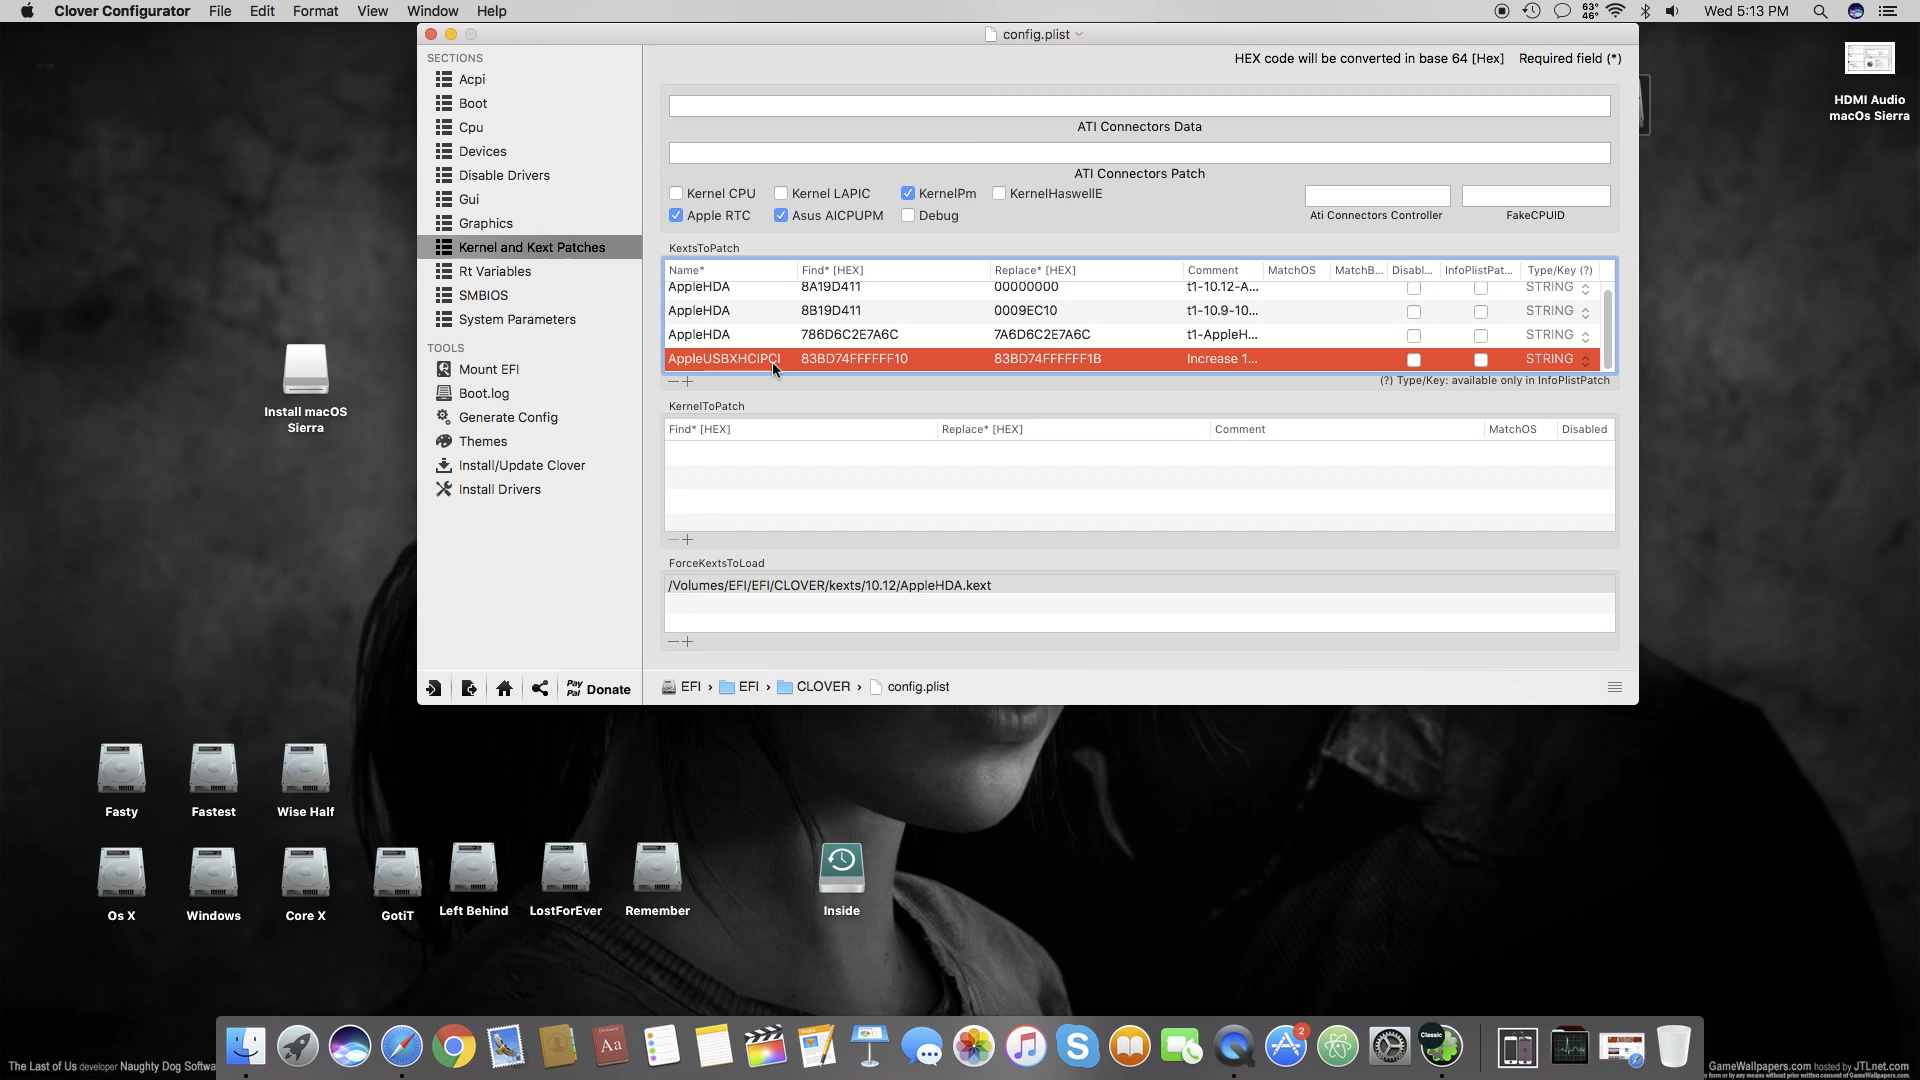 Clover Configurator File Edit Format View Window Help
63° 46° Wed 5:13 PM
config.plist
HEX code will be converted in base 64 [Hex] Required field (*)
SECTIONS
Acpi
Boot
Cpu
Devices
Disable Drivers
Gui
Graphics
Kernel and Kext Patches
Rt Variables
SMBIOS
System Parameters
TOOLS
Mount EFI
Boot.log
Generate Config
Themes
Install/Update Clover
Install Drivers
Pay Pal Donate
ATI Connectors Data
ATI Connectors Patch
Kernel CPU Kernel LAPIC KernelPm KernelHaswellE
Apple RTC Asus AICPUPM Debug
Ati Connectors Controller FakeCPUID
KextsToPatch
Name* Find* [HEX] Replace* [HEX] Comment MatchOS MatchB... Disabl... InfoPlistPat... Type/Key (?)
AppleHDA 8A19D411 00000000 t1-10.12-A... STRING
AppleHDA 8B19D411 0009EC10 t1-10.9-10... STRING
AppleHDA 786D6C2E7A6C 7A6D6C2E7A6C t1-AppleH... STRING
AppleUSBXHCIPCI 83BD74FFFFFF10 83BD74FFFFFF1B Increase 1... STRING
(?) Type/Key: available only in InfoPlistPatch
KernelToPatch
Find* [HEX] Replace* [HEX] Comment MatchOS Disabled
ForceKextsToLoad
/Volumes/EFI/EFI/CLOVER/kexts/10.12/AppleHDA.kext
EFI › EFI › CLOVER › config.plist
HDMI Audio
macOs Sierra
Install macOS
Sierra
Fasty
Fastest
Wise Half
Os X
Windows
Core X
GotiT
Left Behind
LostForEver
Remember
Inside
Aa
2
Classic
The Last of Us developer Naughty Dog Softwa
GameWallpapers.com hosted by JTLnet.com